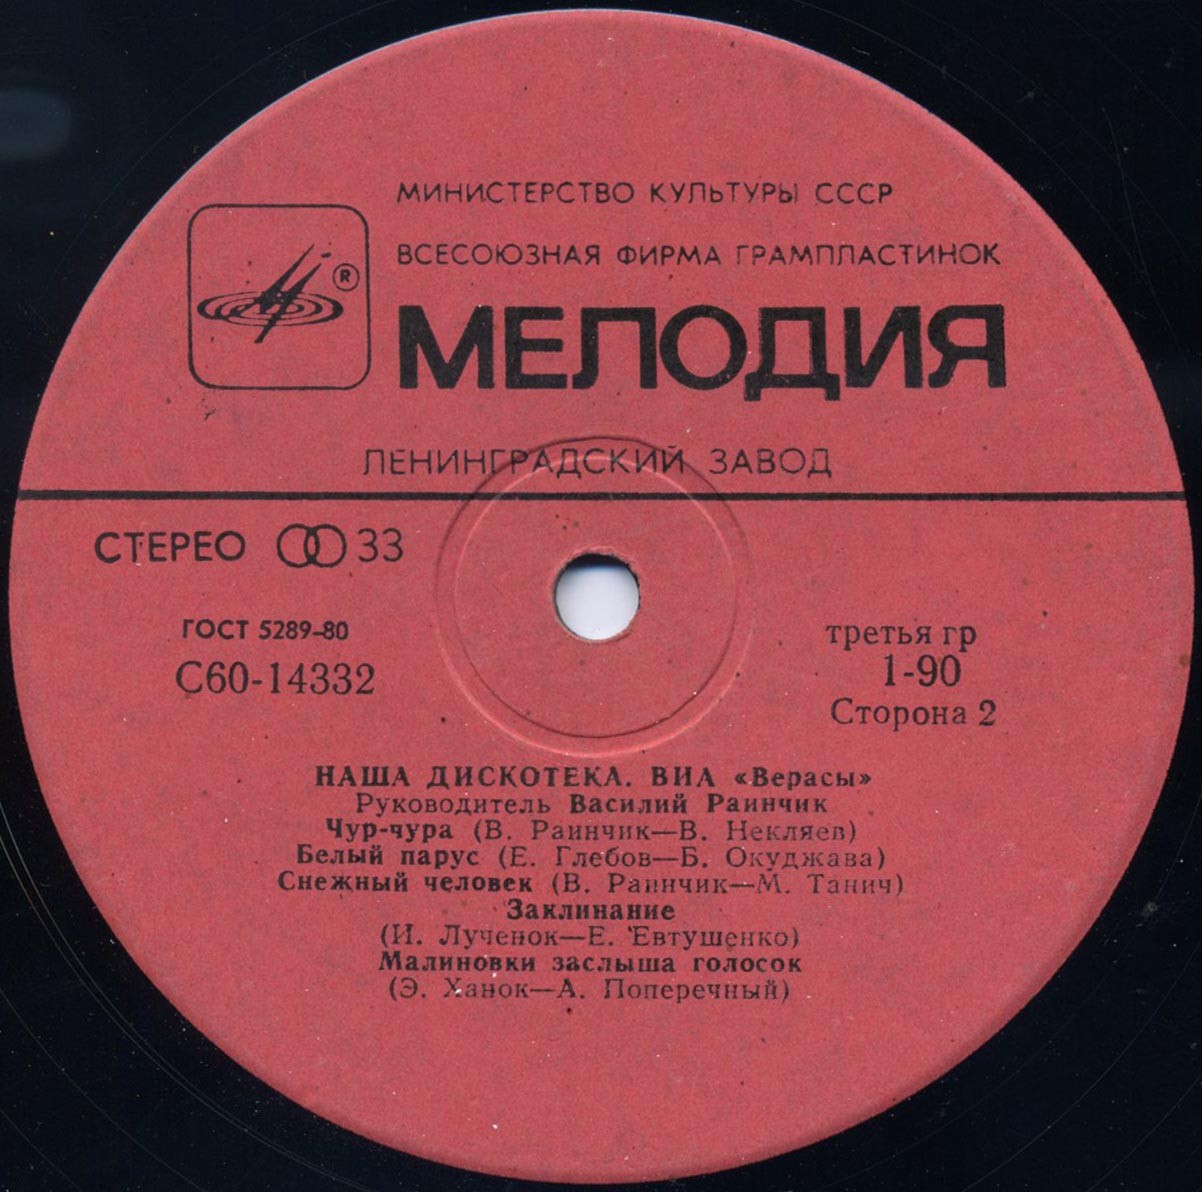 МИНИСТЕРСТВО КУЛЬТУРЫ СССР
ВСЕСОЮЗНАЯ ФИРМА ГРАМПЛАСТИНОК
®
МЕЛОДИЯ
ЛЕНИНГРАДСКИЙ ЗАВОД
СТЕРЕО 33
ГОСТ 5289-80
С60-14332
третья гр
1-90
Сторона 2
НАША ДИСКОТЕКА. ВИА «Верасы»
Руководитель Василий Раинчик
Чур-чура (В. Раинчик—В. Некляев)
Белый парус (Е. Глебов—Б. Окуджава)
Снежный человек (В. Раинчик—М. Танич)
Заклинание
(И. Лученок—Е. Евтушенко)
Малиновки заслыша голосок
(Э. Ханок—А. Поперечный)